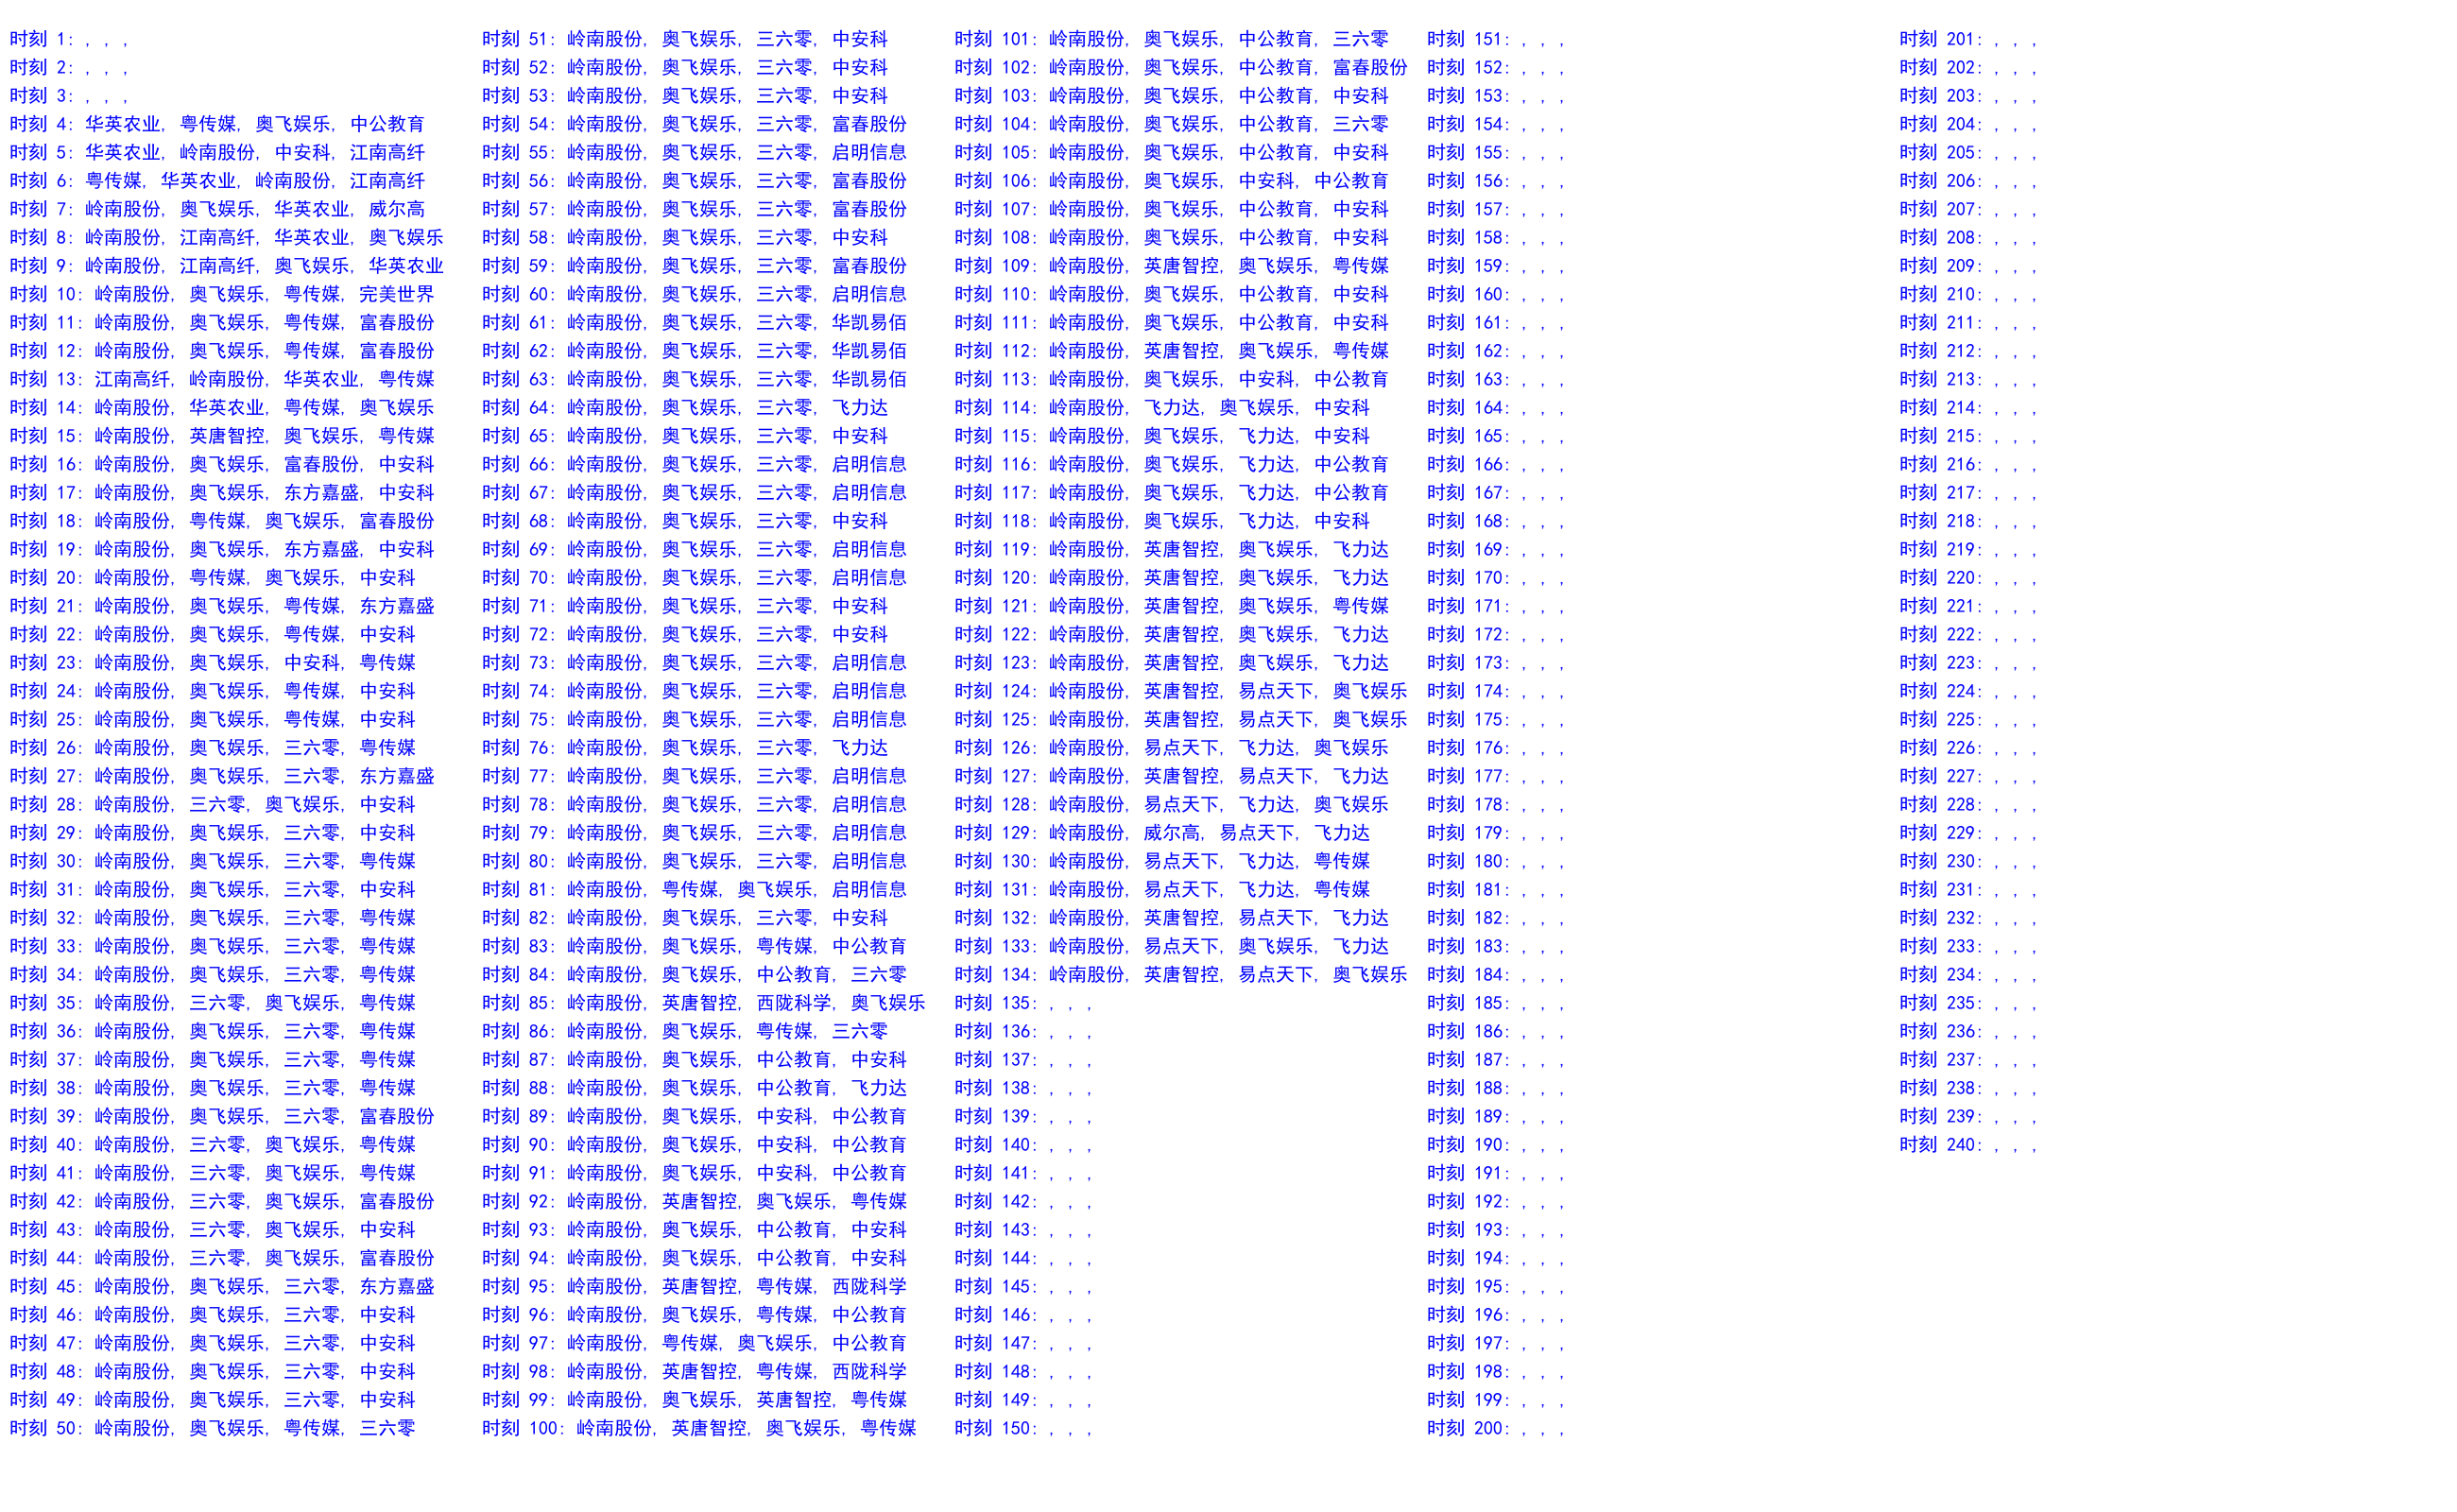 时刻 1: , , ,
时刻 2: , , ,
时刻 3: , , ,
时刻 4: 华英农业, 粤传媒, 奥飞娱乐, 中公教育
时刻 5: 华英农业, 岭南股份, 中安科, 江南高纤
时刻 6: 粤传媒, 华英农业, 岭南股份, 江南高纤
时刻 7: 岭南股份, 奥飞娱乐, 华英农业, 威尔高
时刻 8: 岭南股份, 江南高纤, 华英农业, 奥飞娱乐
时刻 9: 岭南股份, 江南高纤, 奥飞娱乐, 华英农业
时刻 10: 岭南股份, 奥飞娱乐, 粤传媒, 完美世界
时刻 11: 岭南股份, 奥飞娱乐, 粤传媒, 富春股份
时刻 12: 岭南股份, 奥飞娱乐, 粤传媒, 富春股份
时刻 13: 江南高纤, 岭南股份, 华英农业, 粤传媒
时刻 14: 岭南股份, 华英农业, 粤传媒, 奥飞娱乐
时刻 15: 岭南股份, 英唐智控, 奥飞娱乐, 粤传媒
时刻 16: 岭南股份, 奥飞娱乐, 富春股份, 中安科
时刻 17: 岭南股份, 奥飞娱乐, 东方嘉盛, 中安科
时刻 18: 岭南股份, 粤传媒, 奥飞娱乐, 富春股份
时刻 19: 岭南股份, 奥飞娱乐, 东方嘉盛, 中安科
时刻 20: 岭南股份, 粤传媒, 奥飞娱乐, 中安科
时刻 21: 岭南股份, 奥飞娱乐, 粤传媒, 东方嘉盛
时刻 22: 岭南股份, 奥飞娱乐, 粤传媒, 中安科
时刻 23: 岭南股份, 奥飞娱乐, 中安科, 粤传媒
时刻 24: 岭南股份, 奥飞娱乐, 粤传媒, 中安科
时刻 25: 岭南股份, 奥飞娱乐, 粤传媒, 中安科
时刻 26: 岭南股份, 奥飞娱乐, 三六零, 粤传媒
时刻 27: 岭南股份, 奥飞娱乐, 三六零, 东方嘉盛
时刻 28: 岭南股份, 三六零, 奥飞娱乐, 中安科
时刻 29: 岭南股份, 奥飞娱乐, 三六零, 中安科
时刻 30: 岭南股份, 奥飞娱乐, 三六零, 粤传媒
时刻 31: 岭南股份, 奥飞娱乐, 三六零, 中安科
时刻 32: 岭南股份, 奥飞娱乐, 三六零, 粤传媒
时刻 33: 岭南股份, 奥飞娱乐, 三六零, 粤传媒
时刻 34: 岭南股份, 奥飞娱乐, 三六零, 粤传媒
时刻 35: 岭南股份, 三六零, 奥飞娱乐, 粤传媒
时刻 36: 岭南股份, 奥飞娱乐, 三六零, 粤传媒
时刻 37: 岭南股份, 奥飞娱乐, 三六零, 粤传媒
时刻 38: 岭南股份, 奥飞娱乐, 三六零, 粤传媒
时刻 39: 岭南股份, 奥飞娱乐, 三六零, 富春股份
时刻 40: 岭南股份, 三六零, 奥飞娱乐, 粤传媒
时刻 41: 岭南股份, 三六零, 奥飞娱乐, 粤传媒
时刻 42: 岭南股份, 三六零, 奥飞娱乐, 富春股份
时刻 43: 岭南股份, 三六零, 奥飞娱乐, 中安科
时刻 44: 岭南股份, 三六零, 奥飞娱乐, 富春股份
时刻 45: 岭南股份, 奥飞娱乐, 三六零, 东方嘉盛
时刻 46: 岭南股份, 奥飞娱乐, 三六零, 中安科
时刻 47: 岭南股份, 奥飞娱乐, 三六零, 中安科
时刻 48: 岭南股份, 奥飞娱乐, 三六零, 中安科
时刻 49: 岭南股份, 奥飞娱乐, 三六零, 中安科
时刻 50: 岭南股份, 奥飞娱乐, 粤传媒, 三六零
时刻 51: 岭南股份, 奥飞娱乐, 三六零, 中安科
时刻 52: 岭南股份, 奥飞娱乐, 三六零, 中安科
时刻 53: 岭南股份, 奥飞娱乐, 三六零, 中安科
时刻 54: 岭南股份, 奥飞娱乐, 三六零, 富春股份
时刻 55: 岭南股份, 奥飞娱乐, 三六零, 启明信息
时刻 56: 岭南股份, 奥飞娱乐, 三六零, 富春股份
时刻 57: 岭南股份, 奥飞娱乐, 三六零, 富春股份
时刻 58: 岭南股份, 奥飞娱乐, 三六零, 中安科
时刻 59: 岭南股份, 奥飞娱乐, 三六零, 富春股份
时刻 60: 岭南股份, 奥飞娱乐, 三六零, 启明信息
时刻 61: 岭南股份, 奥飞娱乐, 三六零, 华凯易佰
时刻 62: 岭南股份, 奥飞娱乐, 三六零, 华凯易佰
时刻 63: 岭南股份, 奥飞娱乐, 三六零, 华凯易佰
时刻 64: 岭南股份, 奥飞娱乐, 三六零, 飞力达
时刻 65: 岭南股份, 奥飞娱乐, 三六零, 中安科
时刻 66: 岭南股份, 奥飞娱乐, 三六零, 启明信息
时刻 67: 岭南股份, 奥飞娱乐, 三六零, 启明信息
时刻 68: 岭南股份, 奥飞娱乐, 三六零, 中安科
时刻 69: 岭南股份, 奥飞娱乐, 三六零, 启明信息
时刻 70: 岭南股份, 奥飞娱乐, 三六零, 启明信息
时刻 71: 岭南股份, 奥飞娱乐, 三六零, 中安科
时刻 72: 岭南股份, 奥飞娱乐, 三六零, 中安科
时刻 73: 岭南股份, 奥飞娱乐, 三六零, 启明信息
时刻 74: 岭南股份, 奥飞娱乐, 三六零, 启明信息
时刻 75: 岭南股份, 奥飞娱乐, 三六零, 启明信息
时刻 76: 岭南股份, 奥飞娱乐, 三六零, 飞力达
时刻 77: 岭南股份, 奥飞娱乐, 三六零, 启明信息
时刻 78: 岭南股份, 奥飞娱乐, 三六零, 启明信息
时刻 79: 岭南股份, 奥飞娱乐, 三六零, 启明信息
时刻 80: 岭南股份, 奥飞娱乐, 三六零, 启明信息
时刻 81: 岭南股份, 粤传媒, 奥飞娱乐, 启明信息
时刻 82: 岭南股份, 奥飞娱乐, 三六零, 中安科
时刻 83: 岭南股份, 奥飞娱乐, 粤传媒, 中公教育
时刻 84: 岭南股份, 奥飞娱乐, 中公教育, 三六零
时刻 85: 岭南股份, 英唐智控, 西陇科学, 奥飞娱乐
时刻 86: 岭南股份, 奥飞娱乐, 粤传媒, 三六零
时刻 87: 岭南股份, 奥飞娱乐, 中公教育, 中安科
时刻 88: 岭南股份, 奥飞娱乐, 中公教育, 飞力达
时刻 89: 岭南股份, 奥飞娱乐, 中安科, 中公教育
时刻 90: 岭南股份, 奥飞娱乐, 中安科, 中公教育
时刻 91: 岭南股份, 奥飞娱乐, 中安科, 中公教育
时刻 92: 岭南股份, 英唐智控, 奥飞娱乐, 粤传媒
时刻 93: 岭南股份, 奥飞娱乐, 中公教育, 中安科
时刻 94: 岭南股份, 奥飞娱乐, 中公教育, 中安科
时刻 95: 岭南股份, 英唐智控, 粤传媒, 西陇科学
时刻 96: 岭南股份, 奥飞娱乐, 粤传媒, 中公教育
时刻 97: 岭南股份, 粤传媒, 奥飞娱乐, 中公教育
时刻 98: 岭南股份, 英唐智控, 粤传媒, 西陇科学
时刻 99: 岭南股份, 奥飞娱乐, 英唐智控, 粤传媒
时刻 100: 岭南股份, 英唐智控, 奥飞娱乐, 粤传媒
时刻 101: 岭南股份, 奥飞娱乐, 中公教育, 三六零
时刻 102: 岭南股份, 奥飞娱乐, 中公教育, 富春股份
时刻 103: 岭南股份, 奥飞娱乐, 中公教育, 中安科
时刻 104: 岭南股份, 奥飞娱乐, 中公教育, 三六零
时刻 105: 岭南股份, 奥飞娱乐, 中公教育, 中安科
时刻 106: 岭南股份, 奥飞娱乐, 中安科, 中公教育
时刻 107: 岭南股份, 奥飞娱乐, 中公教育, 中安科
时刻 108: 岭南股份, 奥飞娱乐, 中公教育, 中安科
时刻 109: 岭南股份, 英唐智控, 奥飞娱乐, 粤传媒
时刻 110: 岭南股份, 奥飞娱乐, 中公教育, 中安科
时刻 111: 岭南股份, 奥飞娱乐, 中公教育, 中安科
时刻 112: 岭南股份, 英唐智控, 奥飞娱乐, 粤传媒
时刻 113: 岭南股份, 奥飞娱乐, 中安科, 中公教育
时刻 114: 岭南股份, 飞力达, 奥飞娱乐, 中安科
时刻 115: 岭南股份, 奥飞娱乐, 飞力达, 中安科
时刻 116: 岭南股份, 奥飞娱乐, 飞力达, 中公教育
时刻 117: 岭南股份, 奥飞娱乐, 飞力达, 中公教育
时刻 118: 岭南股份, 奥飞娱乐, 飞力达, 中安科
时刻 119: 岭南股份, 英唐智控, 奥飞娱乐, 飞力达
时刻 120: 岭南股份, 英唐智控, 奥飞娱乐, 飞力达
时刻 121: 岭南股份, 英唐智控, 奥飞娱乐, 粤传媒
时刻 122: 岭南股份, 英唐智控, 奥飞娱乐, 飞力达
时刻 123: 岭南股份, 英唐智控, 奥飞娱乐, 飞力达
时刻 124: 岭南股份, 英唐智控, 易点天下, 奥飞娱乐
时刻 125: 岭南股份, 英唐智控, 易点天下, 奥飞娱乐
时刻 126: 岭南股份, 易点天下, 飞力达, 奥飞娱乐
时刻 127: 岭南股份, 英唐智控, 易点天下, 飞力达
时刻 128: 岭南股份, 易点天下, 飞力达, 奥飞娱乐
时刻 129: 岭南股份, 威尔高, 易点天下, 飞力达
时刻 130: 岭南股份, 易点天下, 飞力达, 粤传媒
时刻 131: 岭南股份, 易点天下, 飞力达, 粤传媒
时刻 132: 岭南股份, 英唐智控, 易点天下, 飞力达
时刻 133: 岭南股份, 易点天下, 奥飞娱乐, 飞力达
时刻 134: 岭南股份, 英唐智控, 易点天下, 奥飞娱乐
时刻 135: , , ,
时刻 136: , , ,
时刻 137: , , ,
时刻 138: , , ,
时刻 139: , , ,
时刻 140: , , ,
时刻 141: , , ,
时刻 142: , , ,
时刻 143: , , ,
时刻 144: , , ,
时刻 145: , , ,
时刻 146: , , ,
时刻 147: , , ,
时刻 148: , , ,
时刻 149: , , ,
时刻 150: , , ,
时刻 151: , , ,
时刻 152: , , ,
时刻 153: , , ,
时刻 154: , , ,
时刻 155: , , ,
时刻 156: , , ,
时刻 157: , , ,
时刻 158: , , ,
时刻 159: , , ,
时刻 160: , , ,
时刻 161: , , ,
时刻 162: , , ,
时刻 163: , , ,
时刻 164: , , ,
时刻 165: , , ,
时刻 166: , , ,
时刻 167: , , ,
时刻 168: , , ,
时刻 169: , , ,
时刻 170: , , ,
时刻 171: , , ,
时刻 172: , , ,
时刻 173: , , ,
时刻 174: , , ,
时刻 175: , , ,
时刻 176: , , ,
时刻 177: , , ,
时刻 178: , , ,
时刻 179: , , ,
时刻 180: , , ,
时刻 181: , , ,
时刻 182: , , ,
时刻 183: , , ,
时刻 184: , , ,
时刻 185: , , ,
时刻 186: , , ,
时刻 187: , , ,
时刻 188: , , ,
时刻 189: , , ,
时刻 190: , , ,
时刻 191: , , ,
时刻 192: , , ,
时刻 193: , , ,
时刻 194: , , ,
时刻 195: , , ,
时刻 196: , , ,
时刻 197: , , ,
时刻 198: , , ,
时刻 199: , , ,
时刻 200: , , ,
时刻 201: , , ,
时刻 202: , , ,
时刻 203: , , ,
时刻 204: , , ,
时刻 205: , , ,
时刻 206: , , ,
时刻 207: , , ,
时刻 208: , , ,
时刻 209: , , ,
时刻 210: , , ,
时刻 211: , , ,
时刻 212: , , ,
时刻 213: , , ,
时刻 214: , , ,
时刻 215: , , ,
时刻 216: , , ,
时刻 217: , , ,
时刻 218: , , ,
时刻 219: , , ,
时刻 220: , , ,
时刻 221: , , ,
时刻 222: , , ,
时刻 223: , , ,
时刻 224: , , ,
时刻 225: , , ,
时刻 226: , , ,
时刻 227: , , ,
时刻 228: , , ,
时刻 229: , , ,
时刻 230: , , ,
时刻 231: , , ,
时刻 232: , , ,
时刻 233: , , ,
时刻 234: , , ,
时刻 235: , , ,
时刻 236: , , ,
时刻 237: , , ,
时刻 238: , , ,
时刻 239: , , ,
时刻 240: , , ,